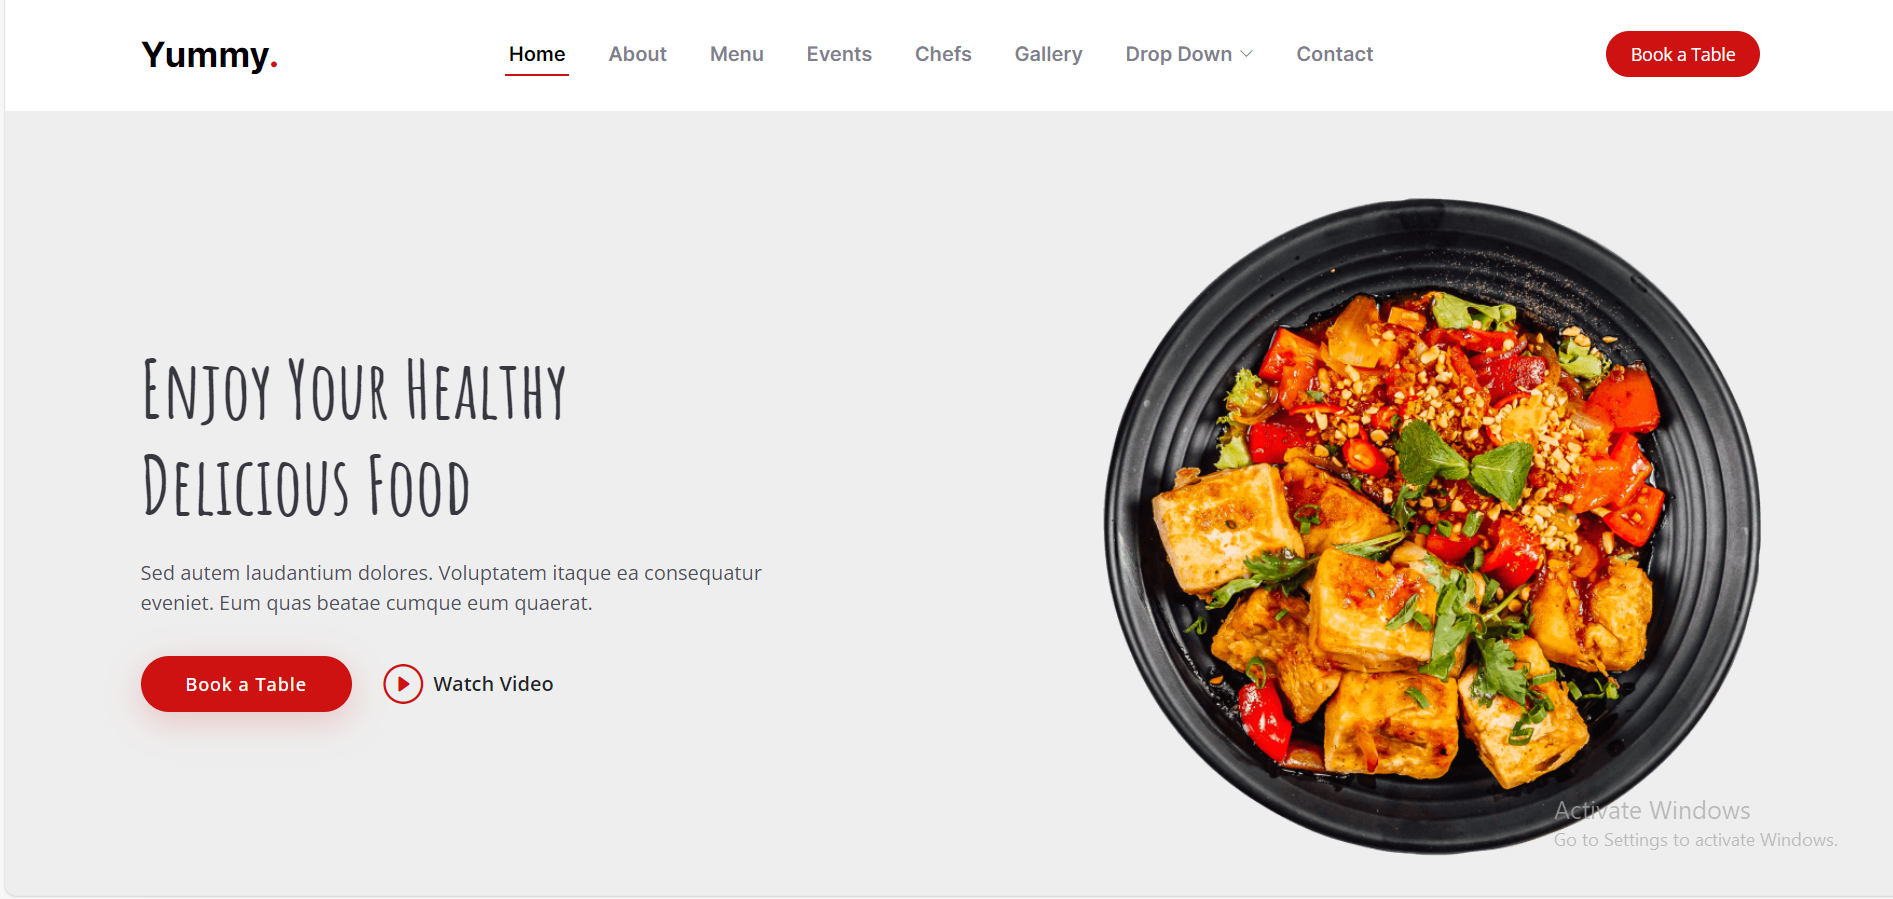 Yummy.
Home About Menu Events Chefs Gallery Drop Down Contact
Book a Table
Enjoy Your Healthy
Delicious Food
Sed autem laudantium dolores. Voluptatem itaque ea consequatur
eveniet. Eum quas beatae cumque eum quaerat.
Book a Table Watch Video
Activate Windows
Go to Settings to activate Windows.